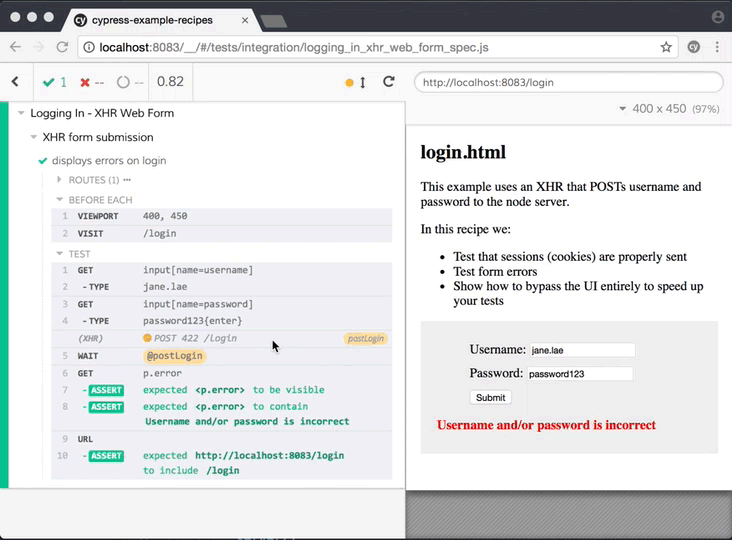 cypress-example-recipes
localhost:8083/__/#/tests/integration/logging_in_xhr_web_form_spec.js
1 -- -- 0.82
http://localhost:8083/login
400 x 450 (97%)
Logging In - XHR Web Form
XHR form submission
displays errors on login
ROUTES (1)
BEFORE EACH
1 VIEWPORT 400, 450
2 VISIT /login
TEST
1 GET input[name=username]
2 -TYPE jane.lae
3 GET input[name=password]
4 -TYPE password123{enter}
(XHR) POST 422 /Login postLogin
5 WAIT @postLogin
6 GET p.error
7 -ASSERT expected <p.error> to be visible
8 -ASSERT expected <p.error> to contain
Username and/or password is incorrect
9 URL
10 -ASSERT expected http://localhost:8083/login
to include /login
login.html
This example uses an XHR that POSTs username and
password to the node server.
In this recipe we:
• Test that sessions (cookies) are properly sent
• Test form errors
• Show how to bypass the UI entirely to speed up
your tests
Username: jane.lae
Password: password123
Submit
Username and/or password is incorrect